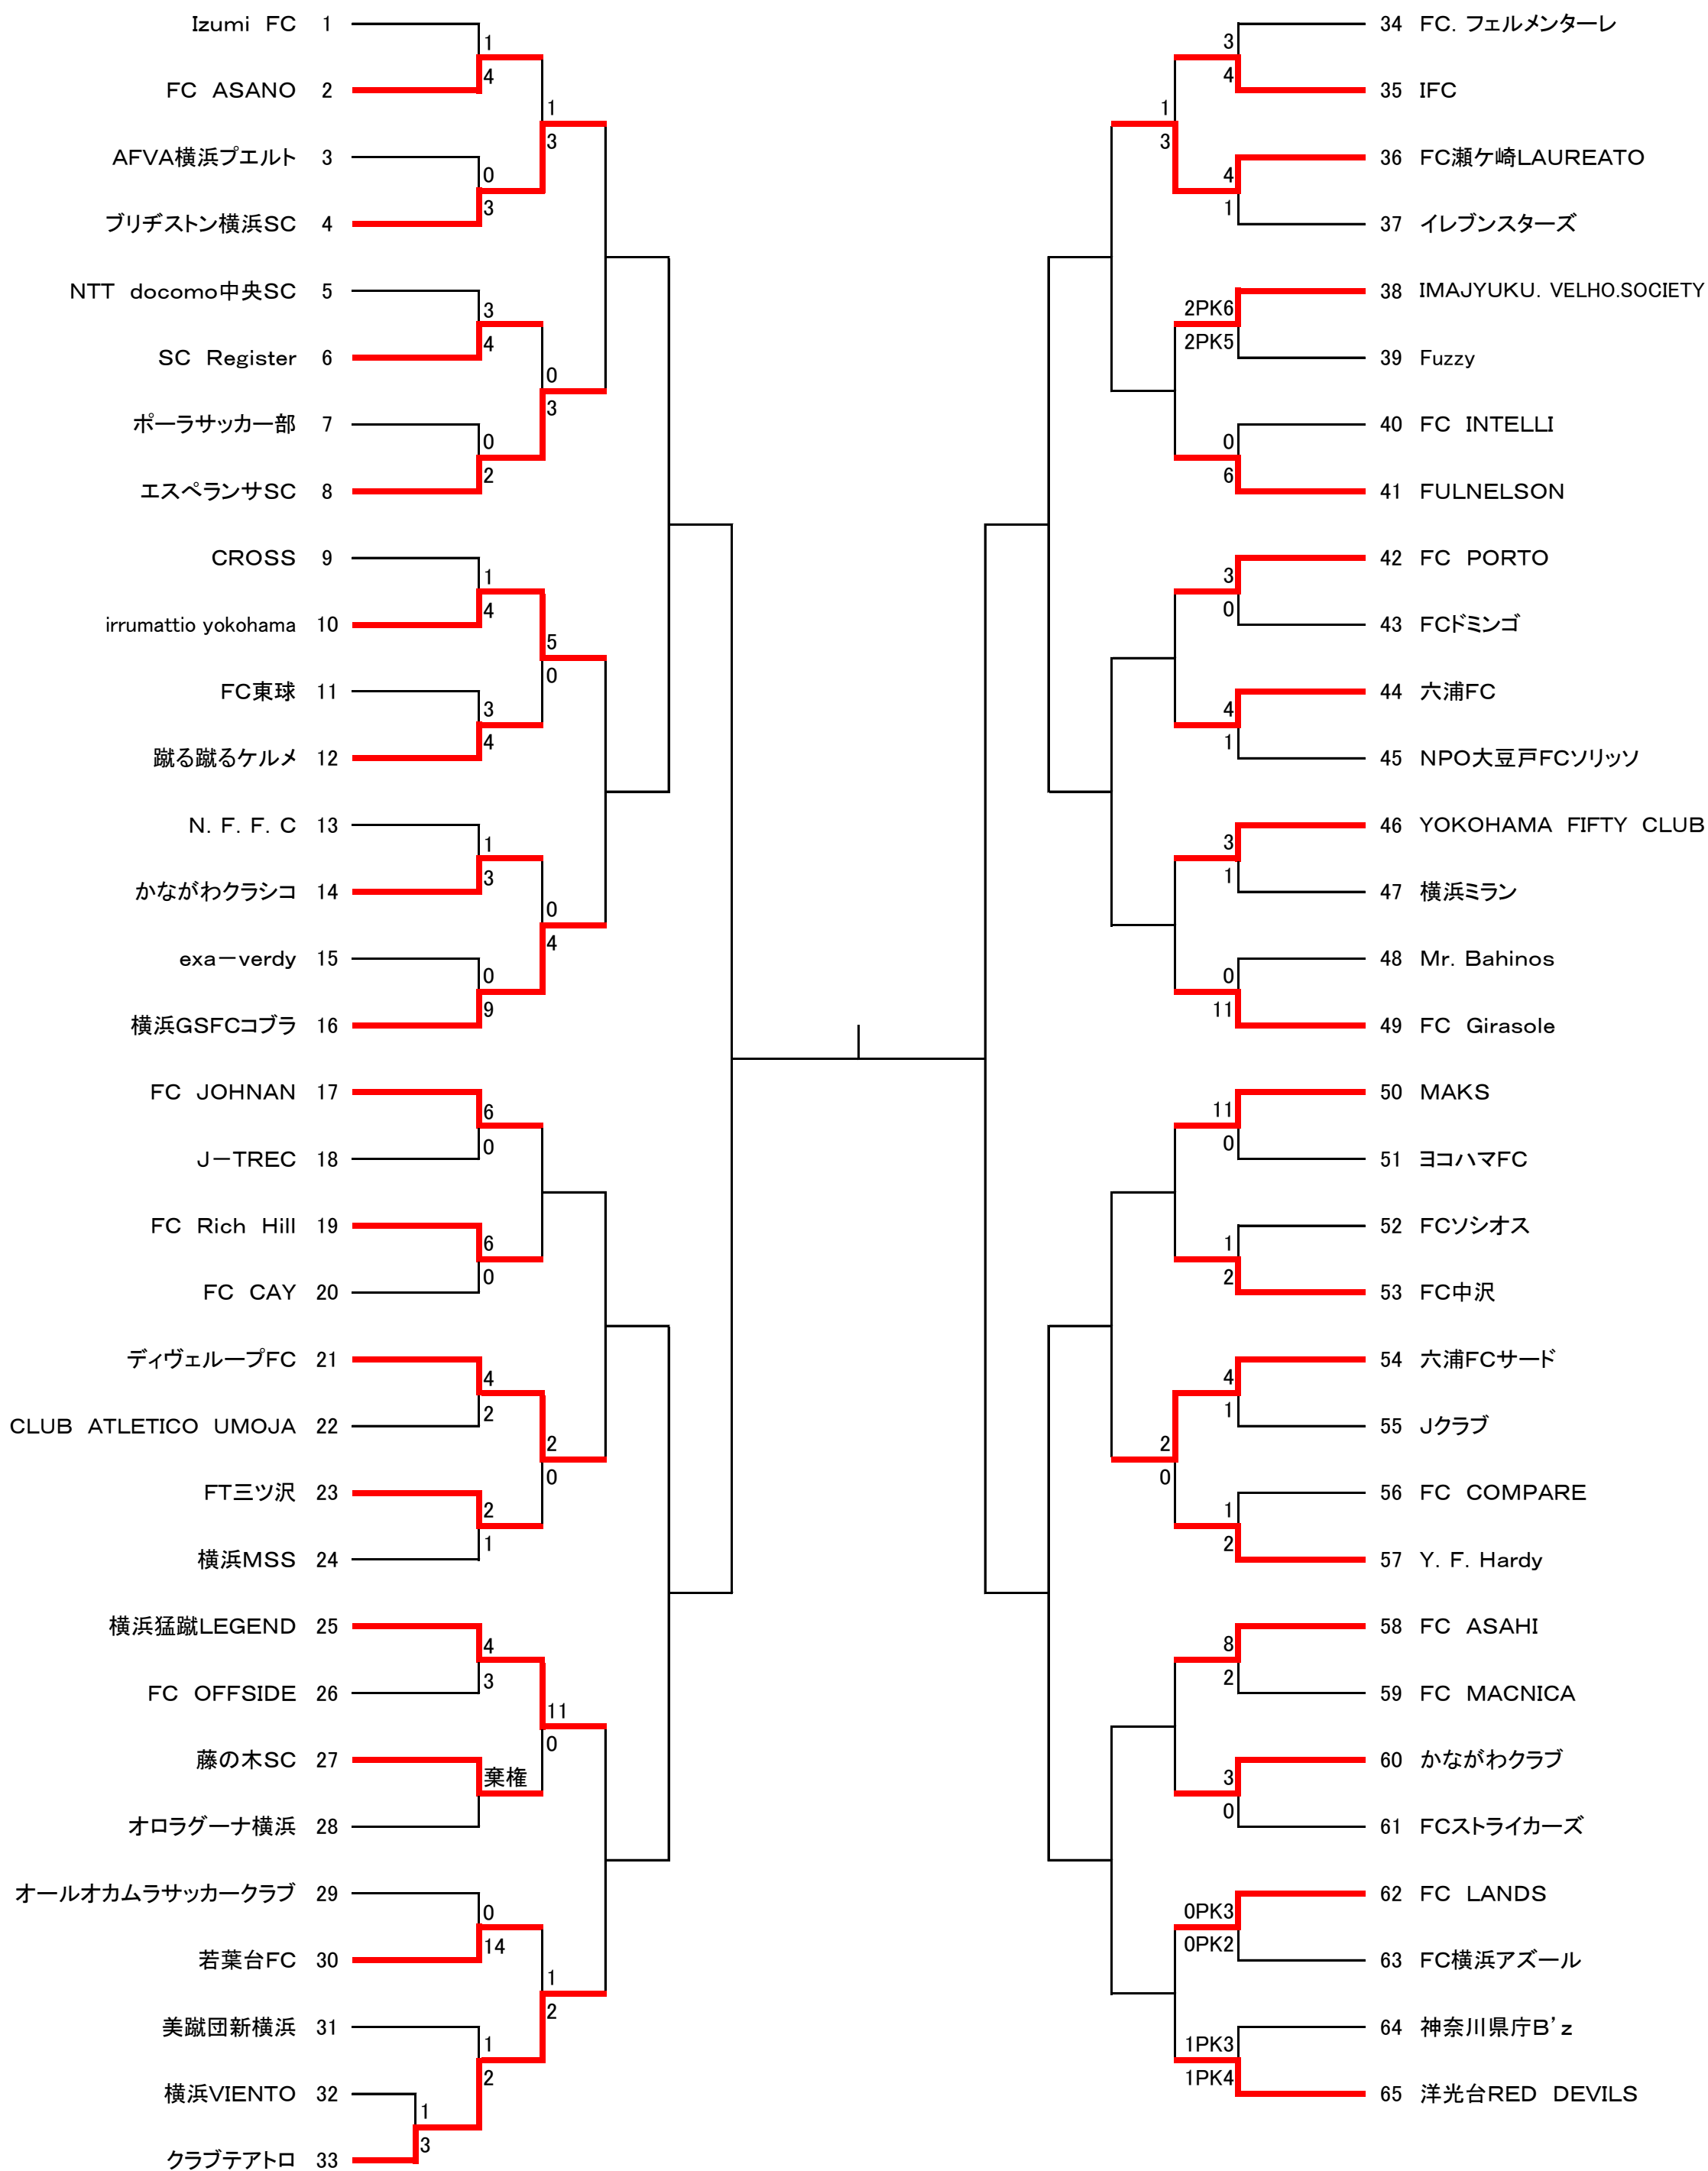 Izumi FC 1
1
4
FC ASANO 2
1
3
AFVA横浜プエルト 3
0
3
ブリヂストン横浜SC 4
NTT docomo中央SC 5
3
4
SC Register 6
0
3
ポーラサッカー部 7
0
2
エスペランサSC 8
CROSS 9
1
4
irrumattio yokohama 10
5
0
FC東球 11
3
4
蹴る蹴るケルメ 12
N.F.F.C 13
1
3
かながわクラシコ 14
0
4
exa－verdy 15
0
9
横浜GSFCコブラ 16
FC JOHNAN 17
6
0
J－TREC 18
FC Rich Hill 19
6
0
FC CAY 20
ディヴェループFC 21
4
2
CLUB ATLETICO UMOJA 22
2
0
FT三ツ沢 23
2
1
横浜MSS 24
横浜猛蹴LEGEND 25
4
3
FC OFFSIDE 26
11
0
藤の木SC 27
棄権
オロラグーナ横浜 28
オールオカムラサッカークラブ 29
0
14
若葉台FC 30
1
2
美蹴団新横浜 31
1
2
横浜VIENTO 32
1
3
クラブテアトロ 33
34 FC.フェルメンターレ
3
4
35 IFC
1
3
36 FC瀬ケ崎LAUREATO
4
1
37 イレブンスターズ
38 IMAJYUKU. VELHO.SOCIETY
2PK6
2PK5
39 Fuzzy
40 FC INTELLI
0
6
41 FULNELSON
42 FC PORTO
3
0
43 FCドミンゴ
44 六浦FC
4
1
45 NPO大豆戸FCソリッソ
46 YOKOHAMA FIFTY CLUB
3
1
47 横浜ミラン
48 Mr. Bahinos
0
11
49 FC Girasole
50 MAKS
11
0
51 ヨコハマFC
52 FCソシオス
1
2
53 FC中沢
54 六浦FCサード
4
1
55 Jクラブ
2
0
56 FC COMPARE
1
2
57 Y.F.Hardy
58 FC ASAHI
8
2
59 FC MACNICA
60 かながわクラブ
3
0
61 FCストライカーズ
62 FC LANDS
0PK3
0PK2
63 FC横浜アズール
64 神奈川県庁B'z
1PK3
1PK4
65 洋光台RED DEVILS